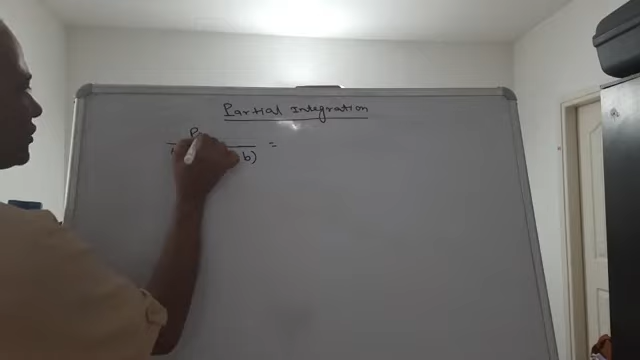 Partial Integration
P
b) =